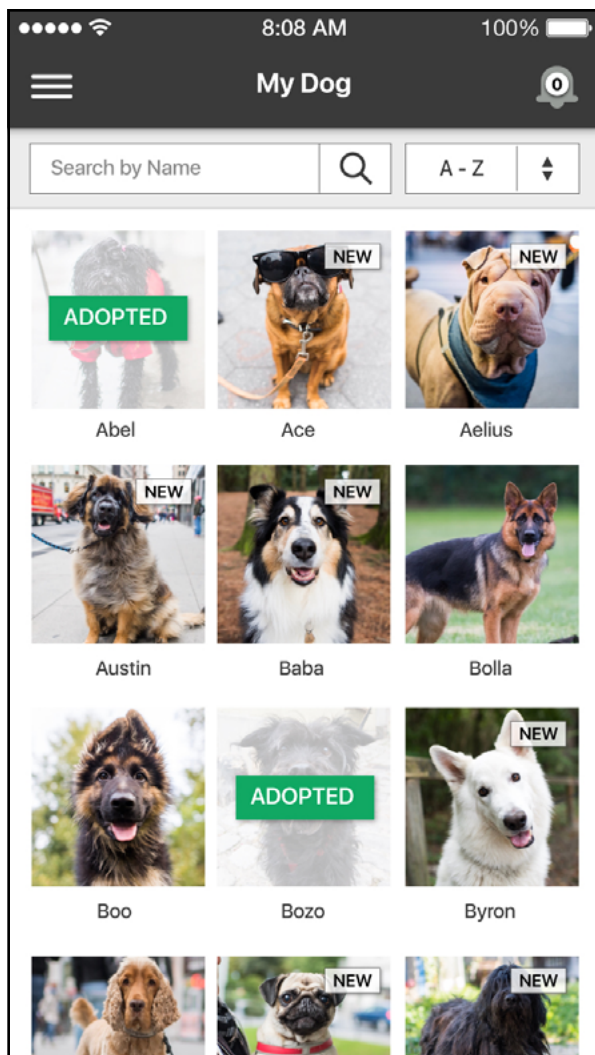 8:08 AM 100%
My Dog 0
Search by Name A - Z
NEW NEW
ADOPTED
Abel Ace Aelius
NEW NEW
Austin Baba Bolla
NEW
ADOPTED
Boo Bozo Byron
NEW NEW